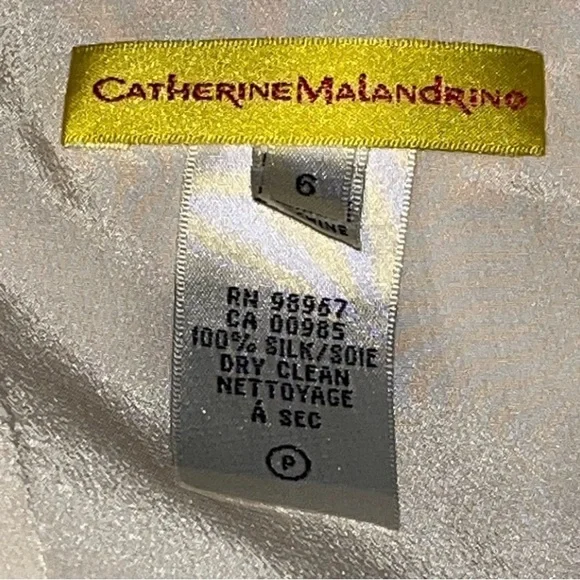 CATHERINE MALANDRINO
6
RN 98967
CA 00985
100% SILK/SOIE
DRY CLEAN
NETTOYAGE
Á SEC
P